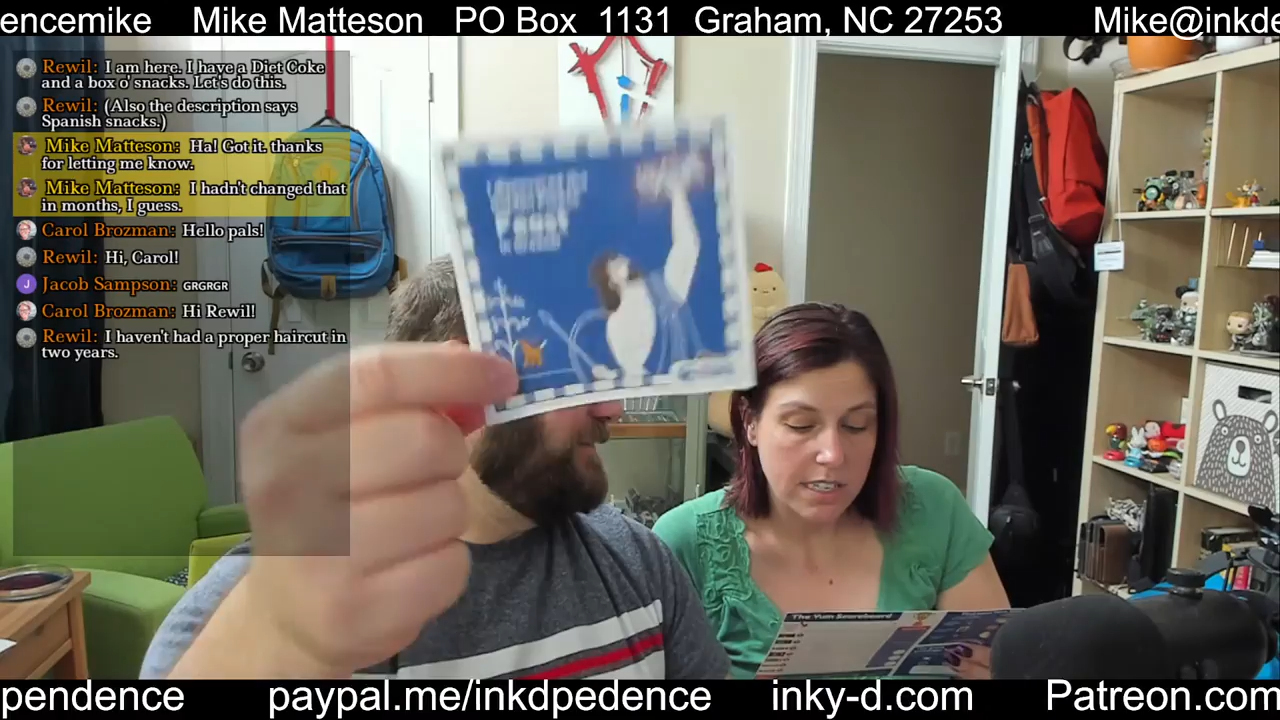 encemike Mike Matteson PO Box 1131 Graham, NC 27253 Mike@inkde
Rewil: I am here. I have a Diet Coke
and a box o' snacks. Let's do this.
Rewil: (Also the description says
Spanish snacks.)
Mike Matteson: Ha! Got it. thanks
for letting me know.
Mike Matteson: I hadn't changed that
in months, I guess.
Carol Brozman: Hello pals!
Rewil: Hi, Carol!
J Jacob Sampson: GRGRGR
Carol Brozman: Hi Rewil!
Rewil: I haven't had a proper haircut in
two years.
The Yum Scoreboard
pendence paypal.me/inkdpedence inky-d.com Patreon.com